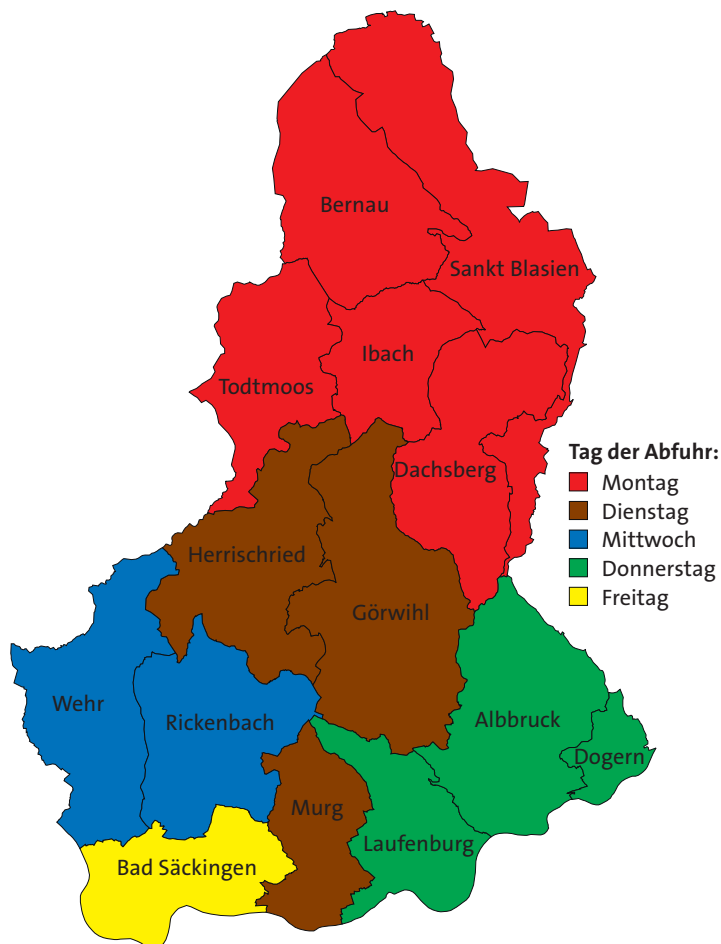 Bernau
Sankt Blasien
Ibach
Todtmoos
Dachsberg
Tag der Abfuhr:
Montag
Dienstag
Mittwoch
Donnerstag
Freitag
Herrischried
Görwihl
Wehr
Rickenbach
Albbruck
Dogern
Murg
Laufenburg
Bad Säckingen